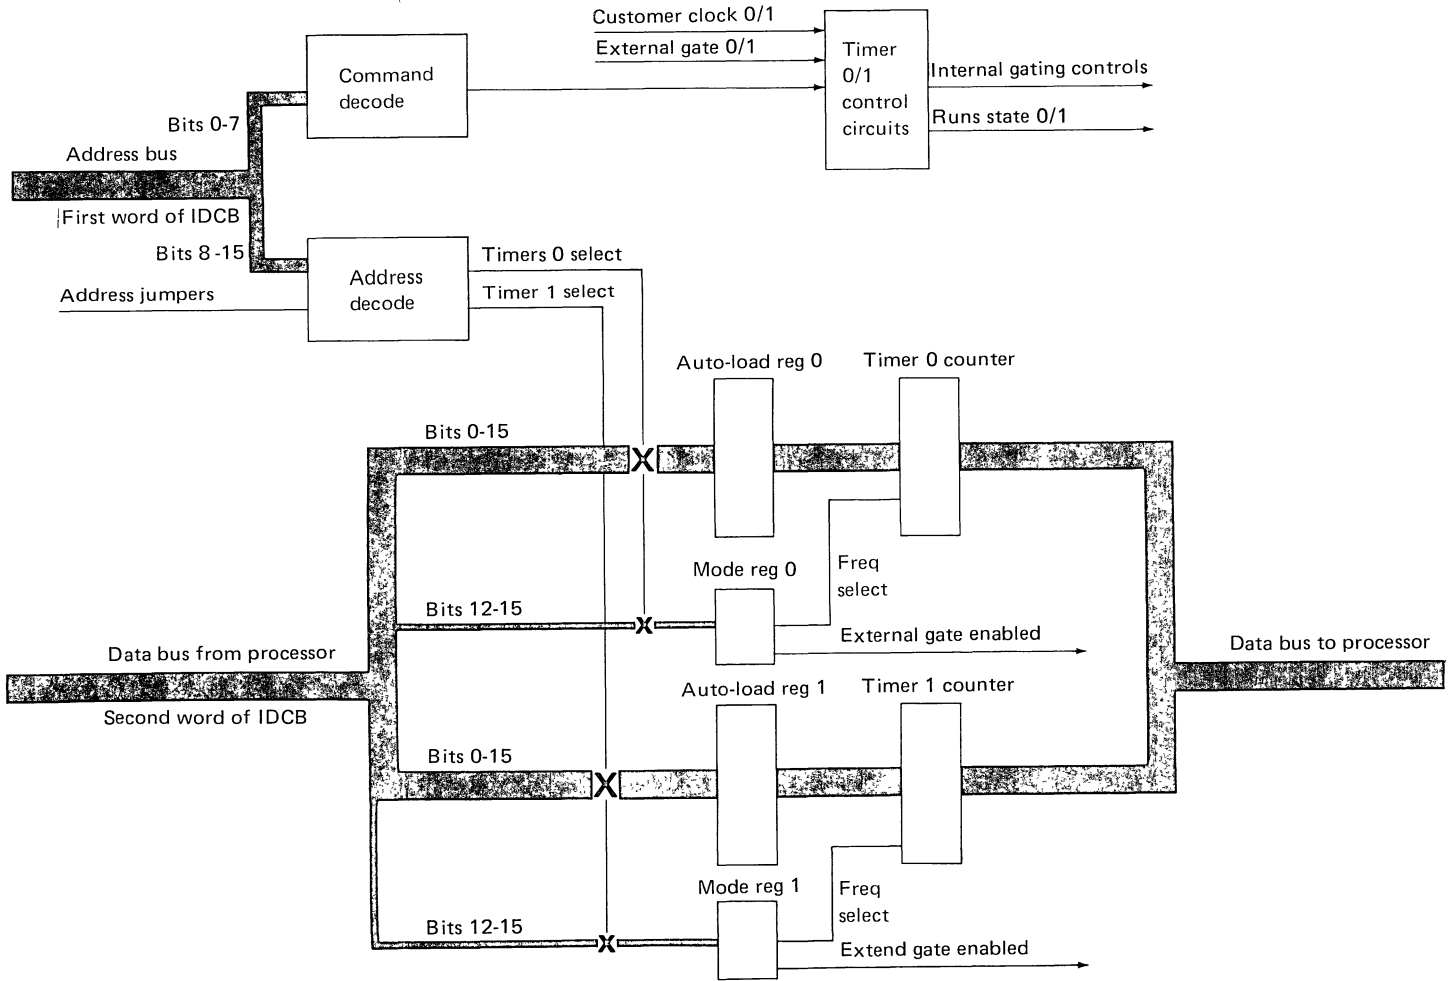 Customer clock 0/1
External gate 0/1
Timer
0/1
control
circuits
Internal gating controls
Runs state 0/1
Command
decode
Bits 0-7
Address bus
First word of IDCB
Bits 8-15
Address jumpers
Address
decode
Timers 0 select
Timer 1 select
Auto-load reg 0
Timer 0 counter
Bits 0-15
Mode reg 0
Freq
select
Bits 12-15
External gate enabled
Data bus from processor
Second word of IDCB
Data bus to processor
Auto-load reg 1
Timer 1 counter
Bits 0-15
Mode reg 1
Freq
select
Bits 12-15
Extend gate enabled